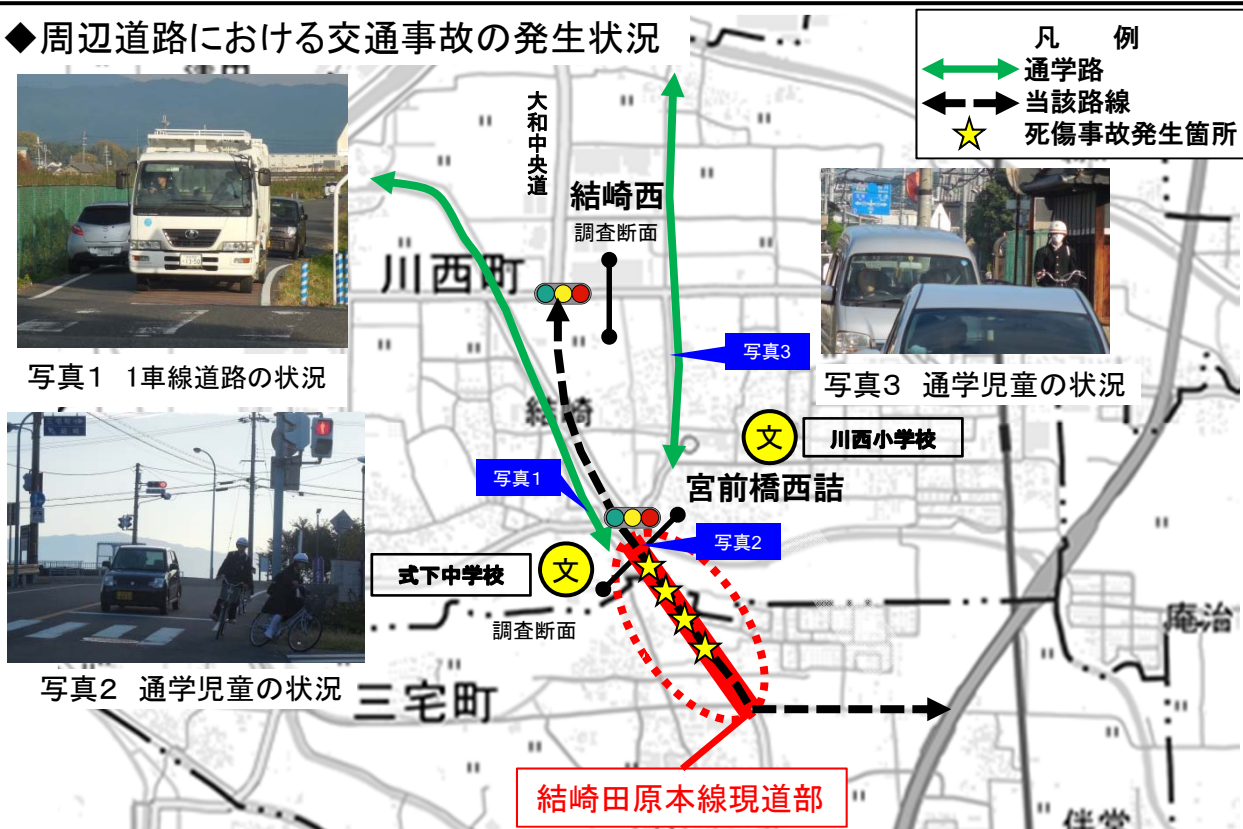 ◆周辺道路における交通事故の発生状況
凡 例
通学路
当該路線
死傷事故発生箇所
大和中央道
結崎西
調査断面
川西町
写真1 1車線道路の状況
写真3
写真3 通学児童の状況
結崎
文
川西小学校
写真1
宮前橋西詰
写真2
式下中学校
文
調査断面
庵治
写真2 通学児童の状況
三宅町
結崎田原本線現道部
伴堂